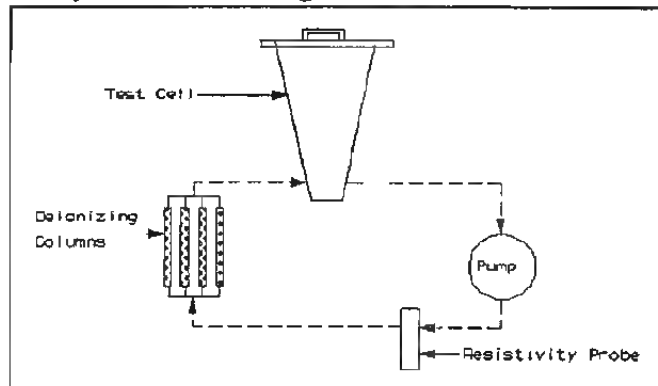 Test Cell
Deionizing
Columns
Pump
Resistivity Probe